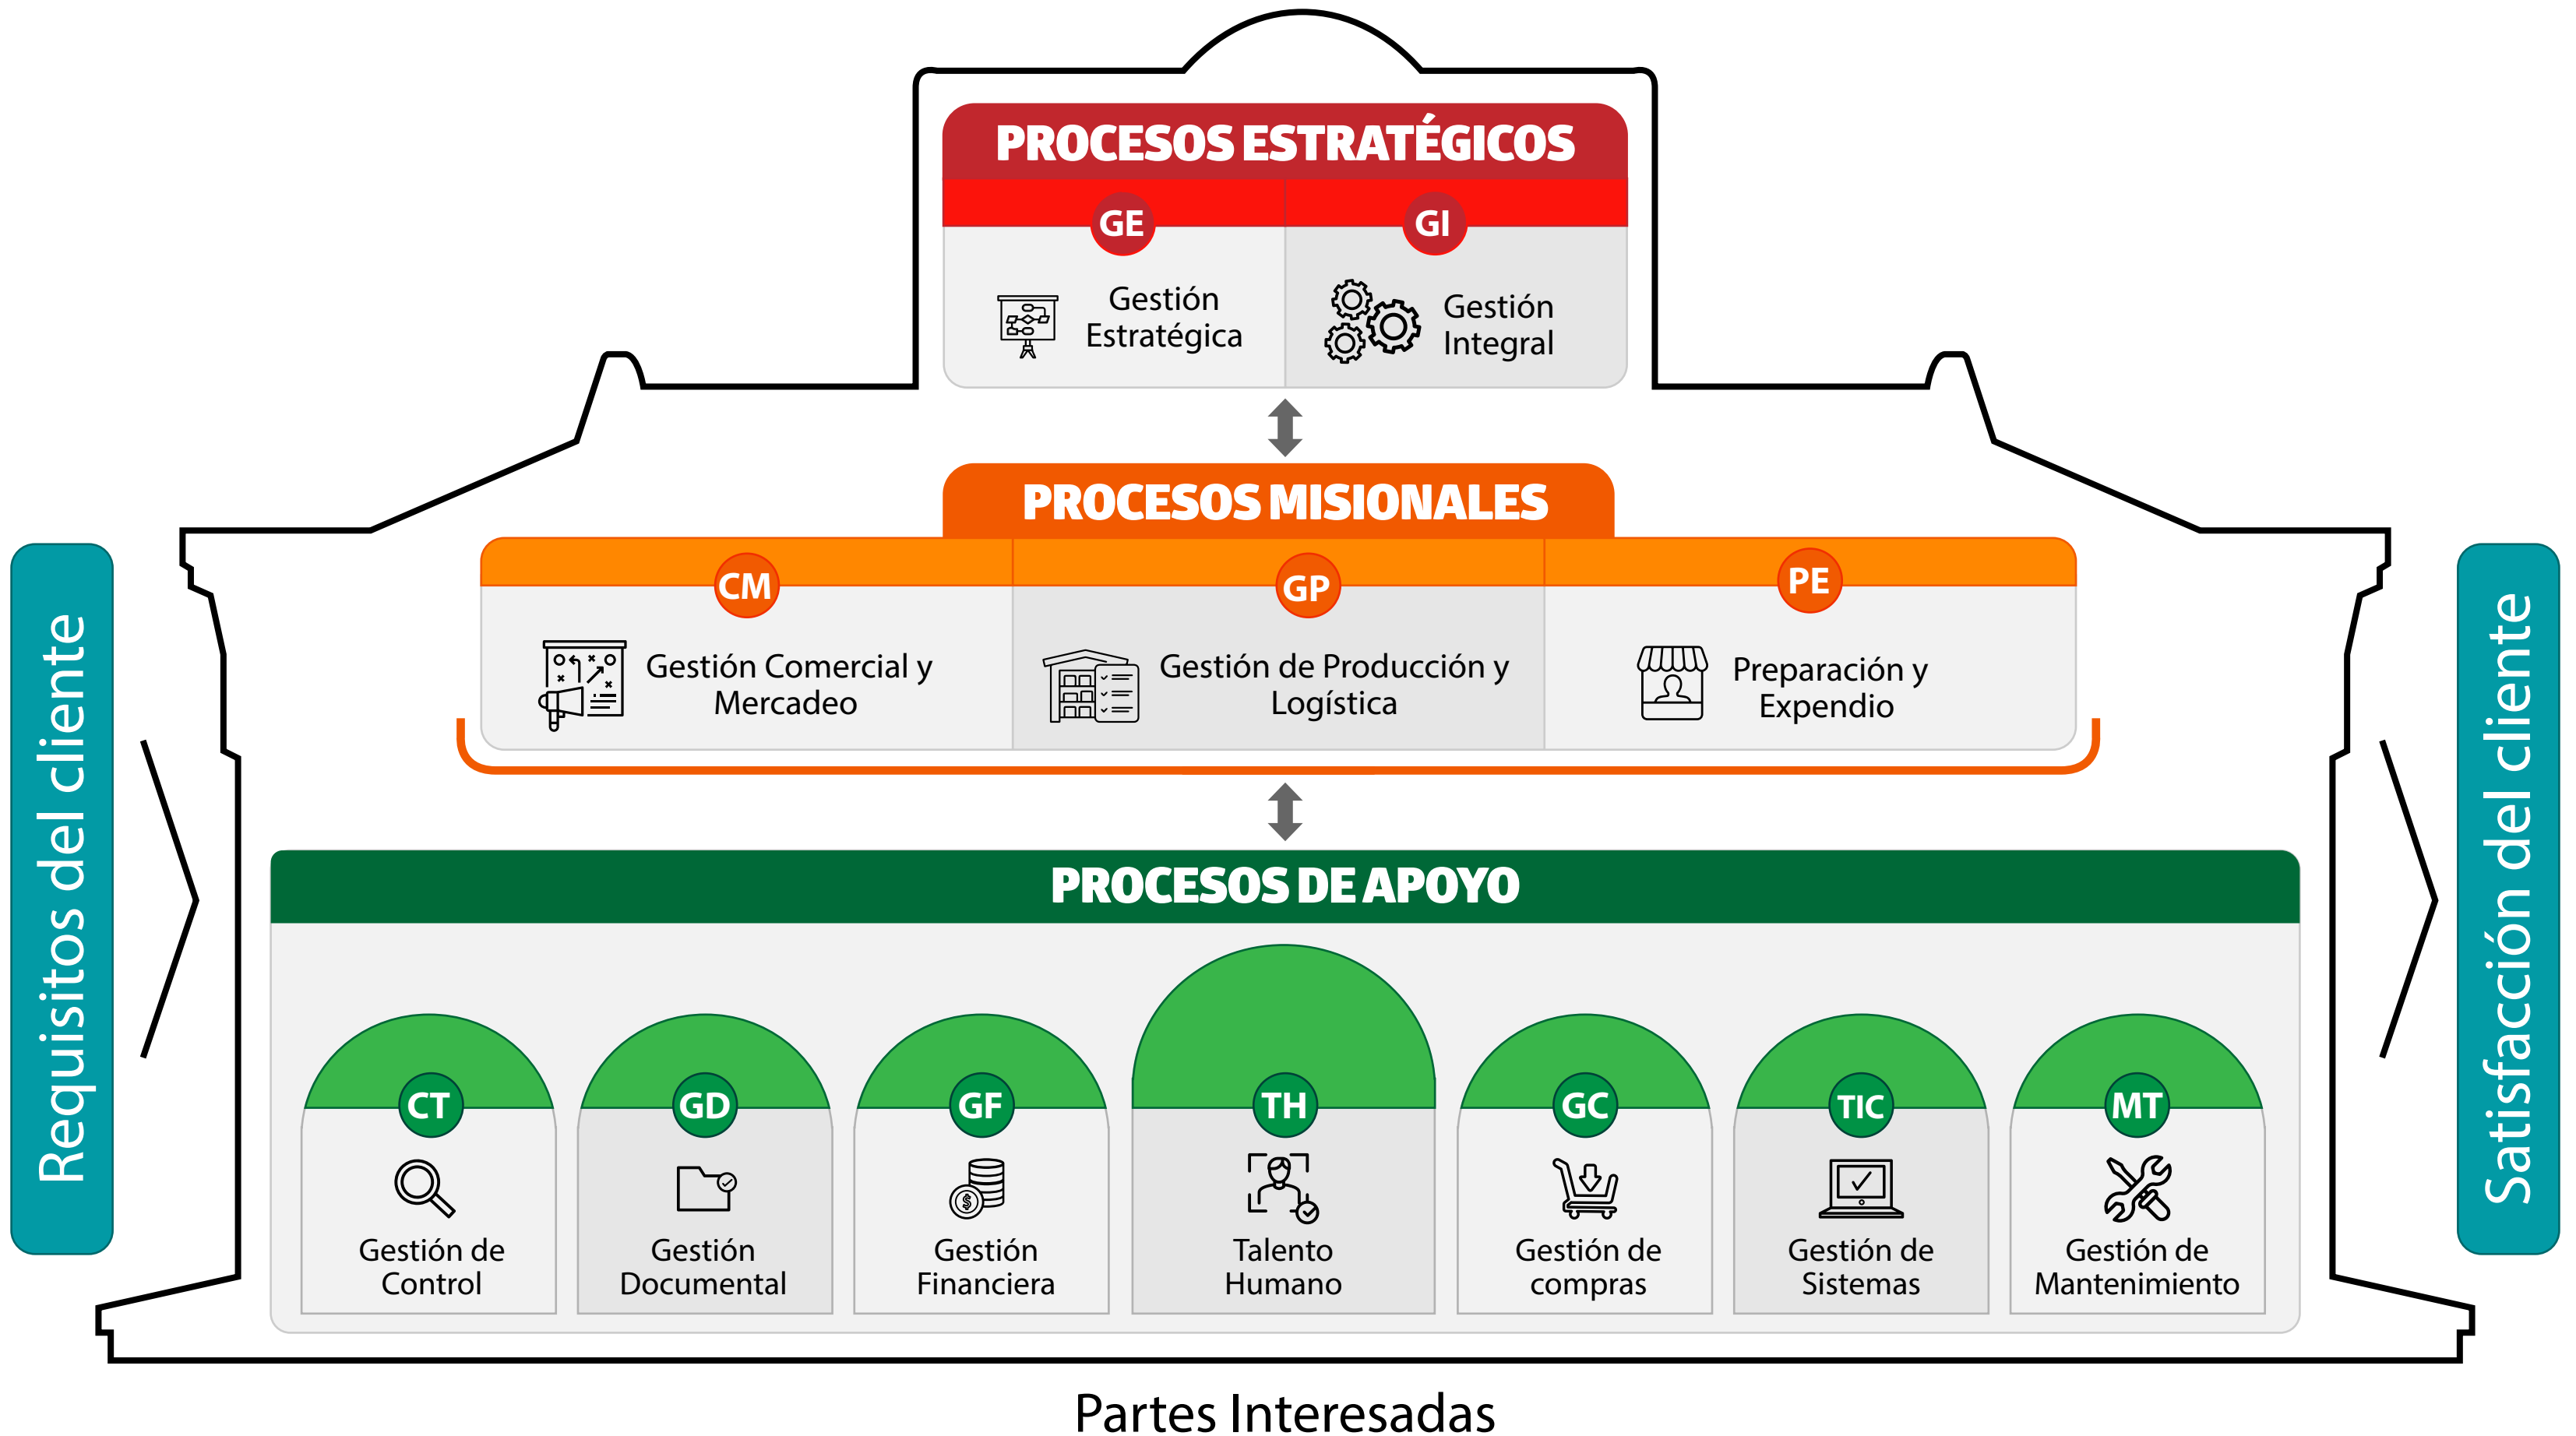 PROCESOS ESTRATÉGICOS
GE
GI
Gestión
Estratégica
Gestión
Integral
PROCESOS MISIONALES
CM
GP
PE
Gestión Comercial y
Mercadeo
Gestión de Producción y
Logística
Preparación y
Expendio
Requisitos del cliente
Satisfacción del cliente
PROCESOS DE APOYO
CT
GD
GF
TH
GC
TIC
MT
$
Gestión de
Control
Gestión
Documental
Gestión
Financiera
Talento
Humano
Gestión de
compras
Gestión de
Sistemas
Gestión de
Mantenimiento
Partes Interesadas